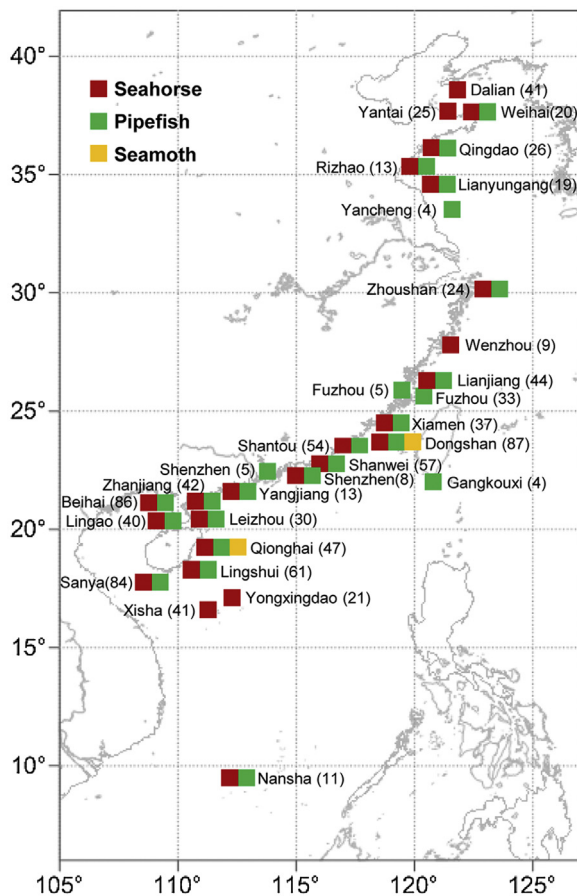 40°
35°
30°
25°
20°
15°
10°
Seahorse
Pipefish
Seamoth
Dalian (41)
Yantai (25)
Weihai(20)
Qingdao (26)
Rizhao (13)
Lianyungang(19)
Yancheng (4)
Zhoushan (24)
Wenzhou (9)
Lianjiang (44)
Fuzhou (5)
Fuzhou (33)
Xiamen (37)
Shantou (54)
Dongshan (87)
Shanwei (57)
Shenzhen (5)
Shenzhen(8)
Gangkouxi (4)
Zhanjiang (42)
Yangjiang (13)
Beihai (86)
Lingao (40)
Leizhou (30)
Qionghai (47)
Lingshui (61)
Sanya(84)
Yongxingdao (21)
Xisha (41)
Nansha (11)
105°
110°
115°
120°
125°